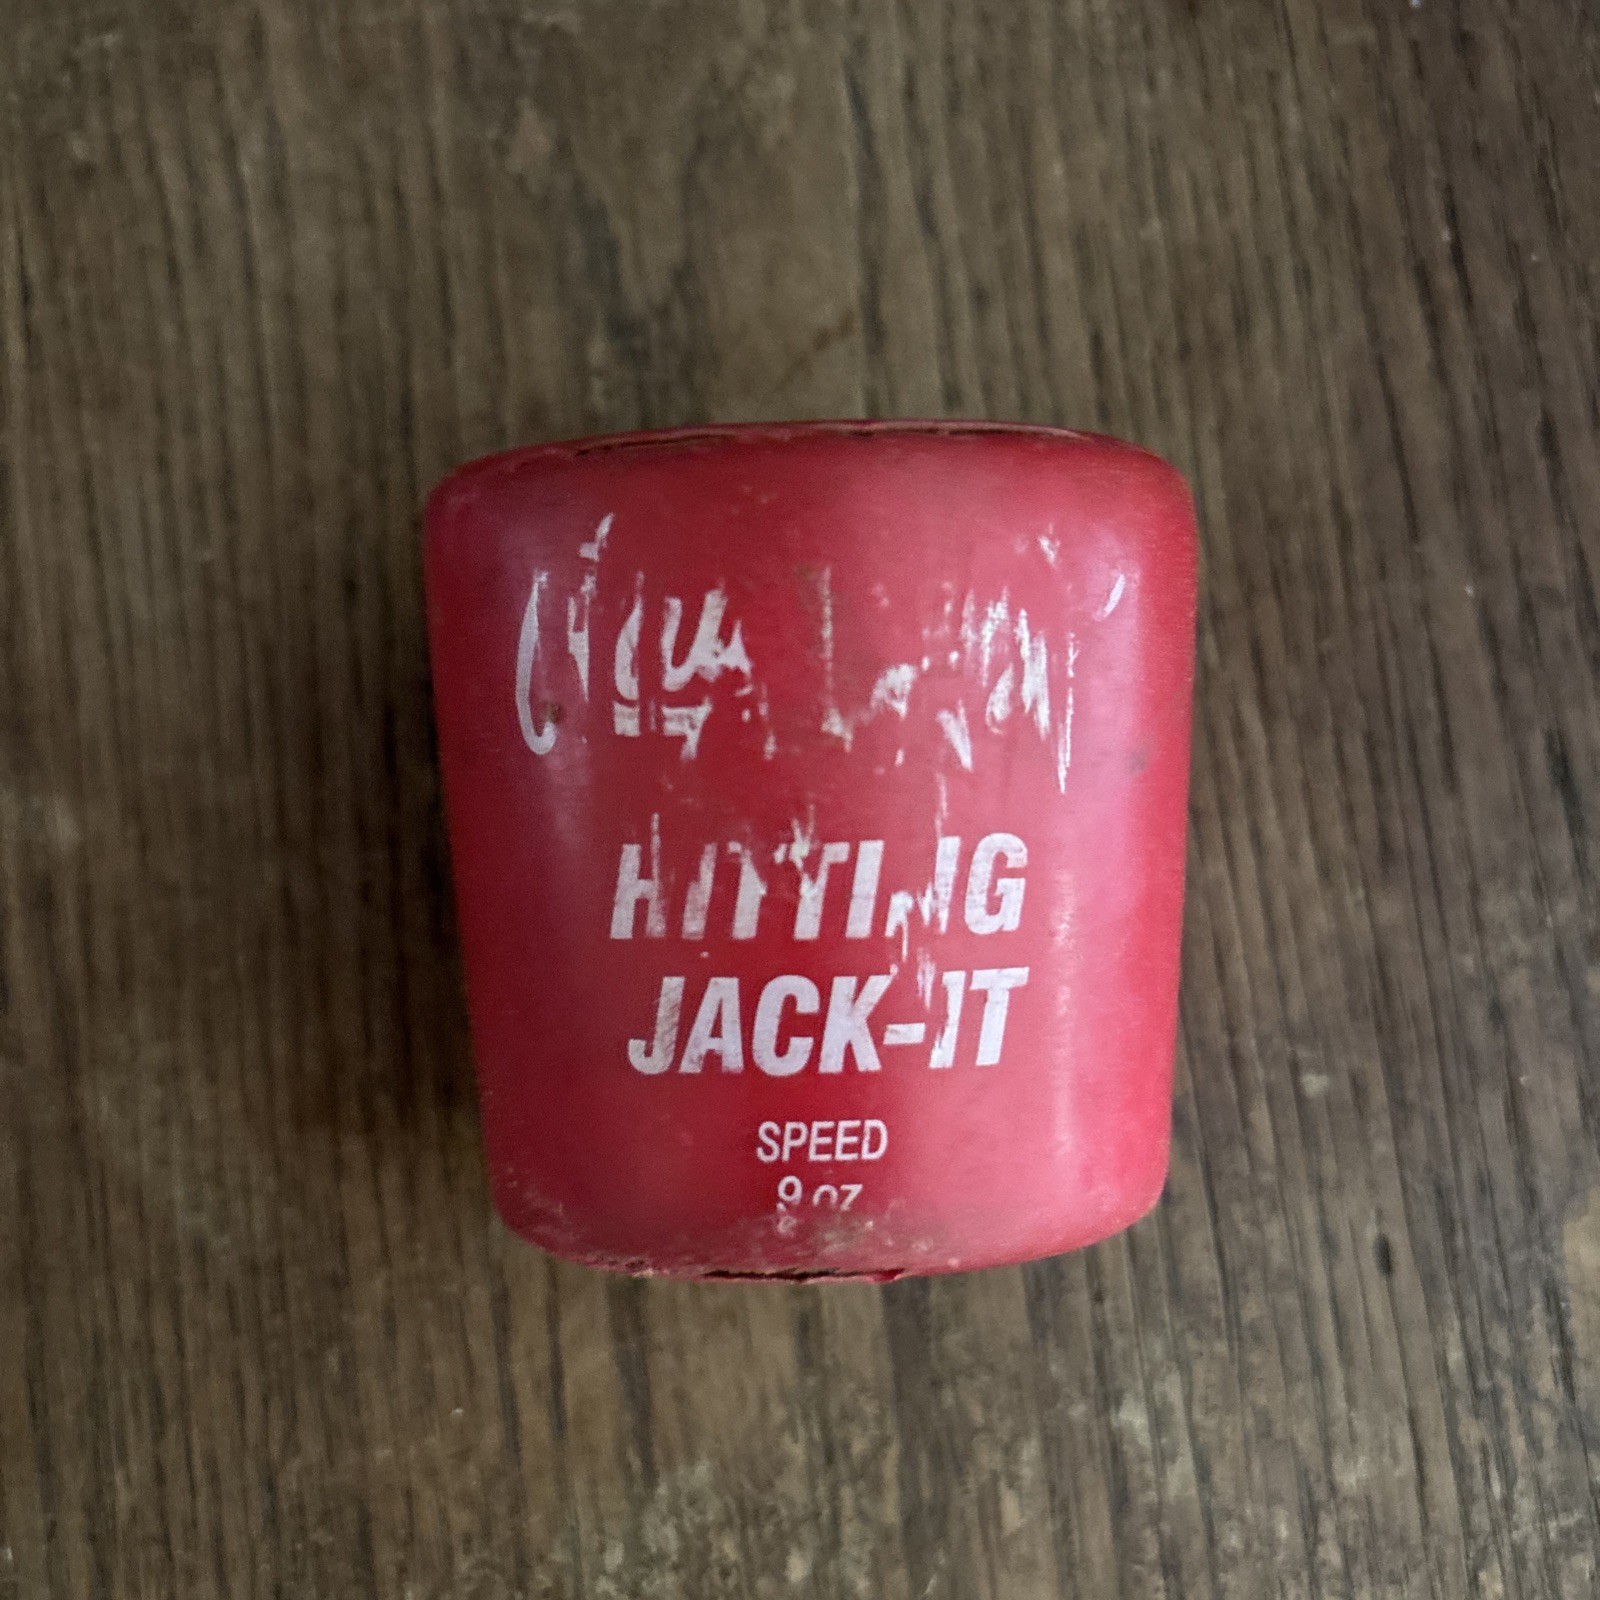 HITTING
JACK-IT
SPEED
9 oz